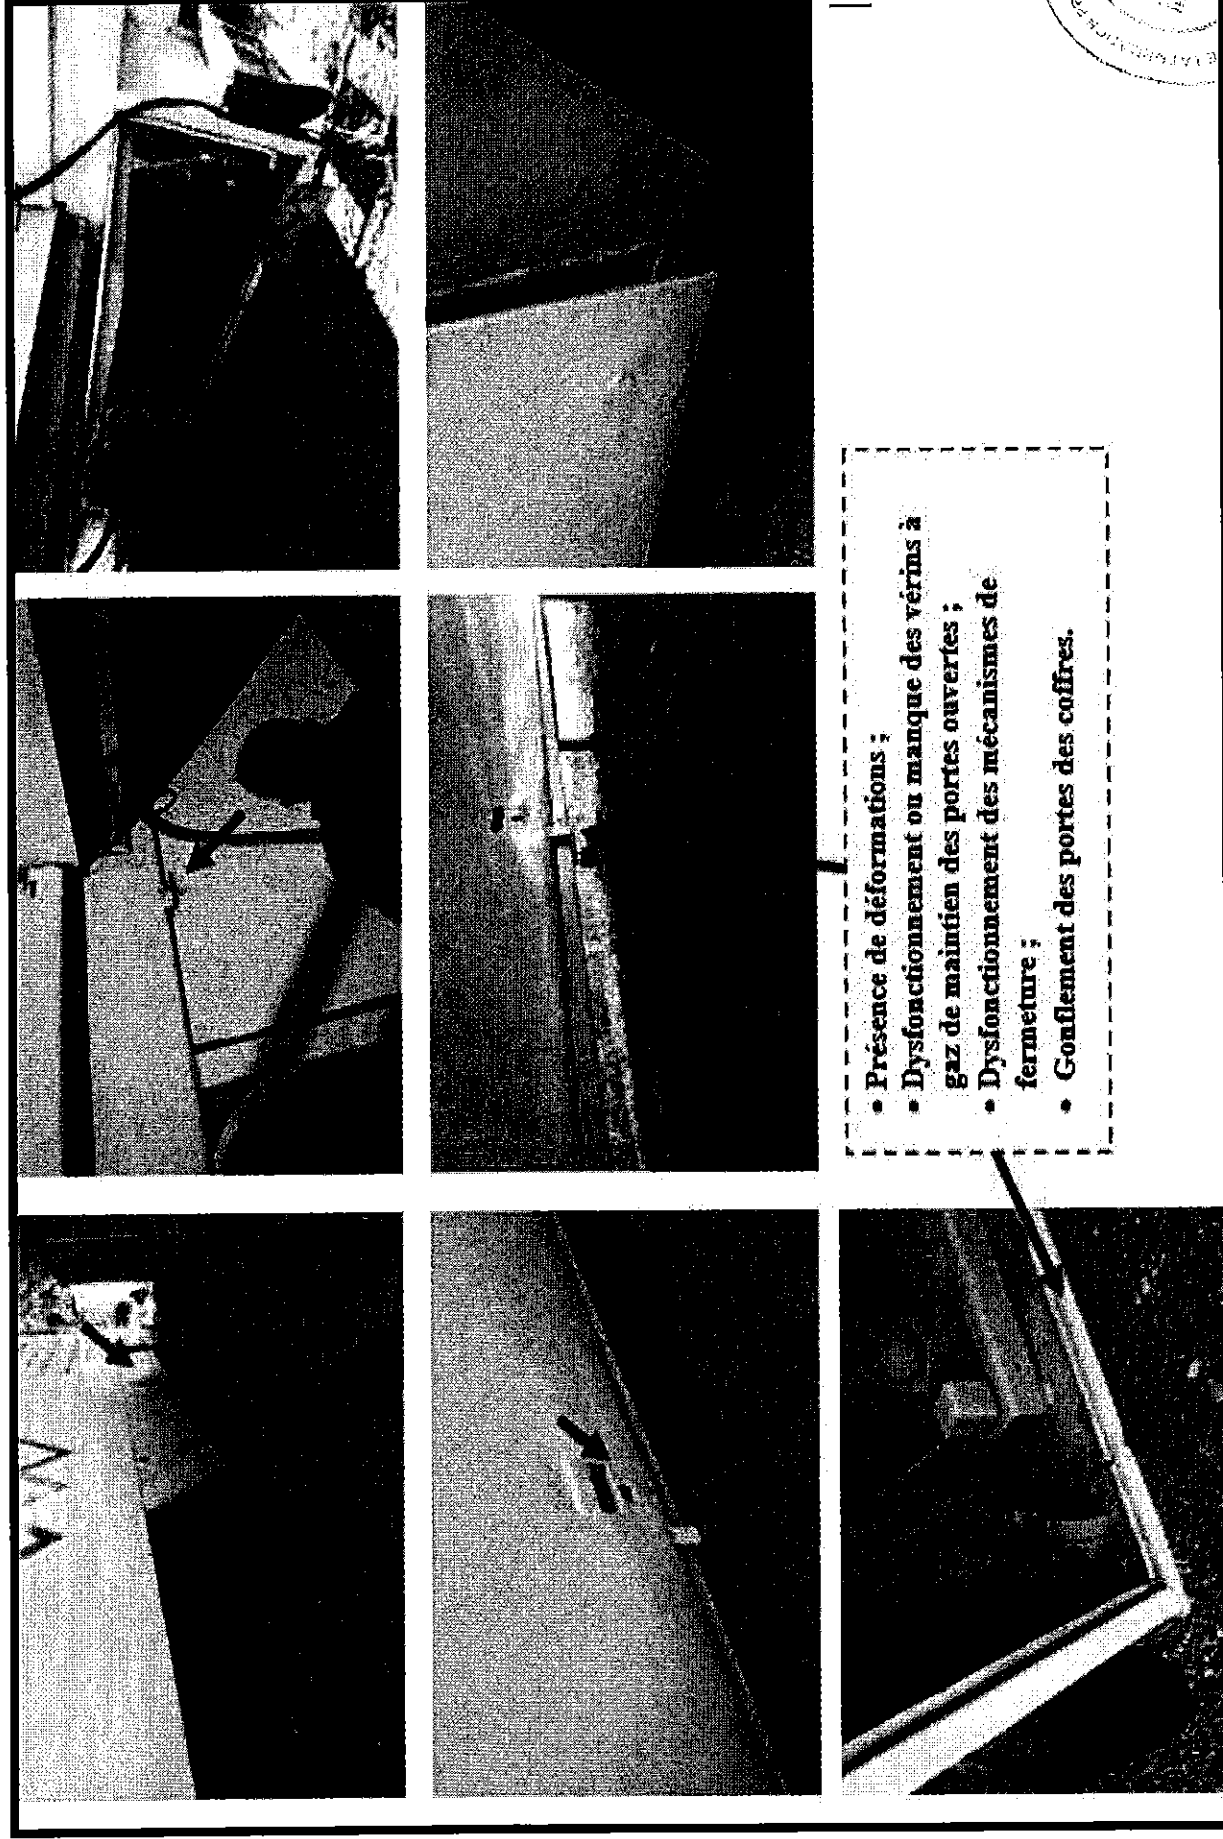 • Présence de déformations ;
• Dysfonctionnement ou manque des vérins à
gaz de maintien des portes ouvertes ;
• Dysfonctionnement des mécanismes de
fermeture ;
• Gonflement des portes des coffres.